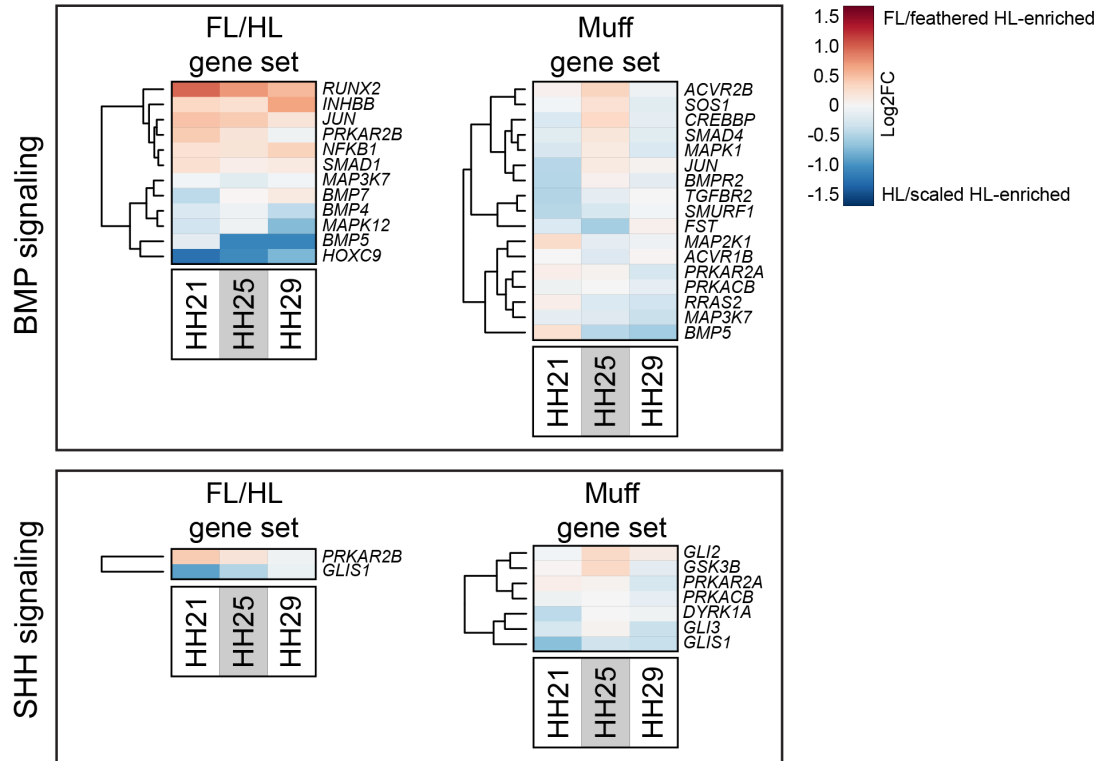 BMP signaling
FL/HL
gene set
RUNX2
INHBB
JUN
PRKAR2B
NFKB1
SMAD1
MAP3K7
BMP7
BMP4
MAPK12
BMP5
HOXC9
HH21
HH25
HH29
Muff
gene set
ACVR2B
SOS1
CREBBP
SMAD4
MAPK1
JUN
BMPR2
TGFBR2
SMURF1
FST
MAP2K1
ACVR1B
PRKAR2A
PRKACB
RRAS2
MAP3K7
BMP5
HH21
HH25
HH29
1.5
1.0
0.5
0
-0.5
-1.0
-1.5
Log2FC
FL/feathered HL-enriched
HL/scaled HL-enriched
SHH signaling
FL/HL
gene set
PRKAR2B
GLIS1
HH21
HH25
HH29
Muff
gene set
GLI2
GSK3B
PRKAR2A
PRKACB
DYRK1A
GLI3
GLIS1
HH21
HH25
HH29